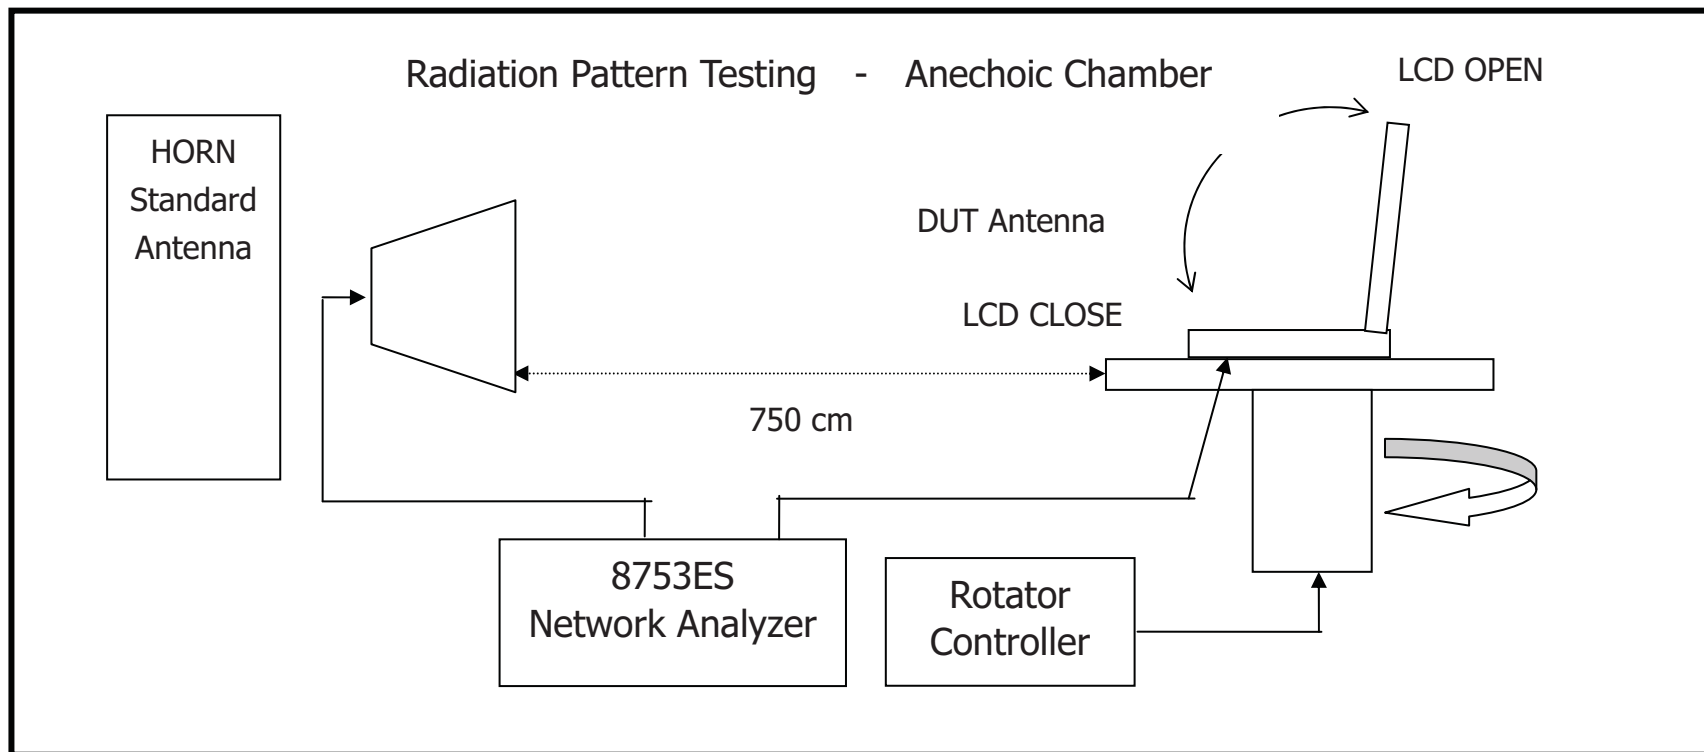 Radiation Pattern Testing - Anechoic Chamber
LCD OPEN
HORN
Standard
Antenna
DUT Antenna
LCD CLOSE
750 cm
8753ES
Network Analyzer
Rotator
Controller